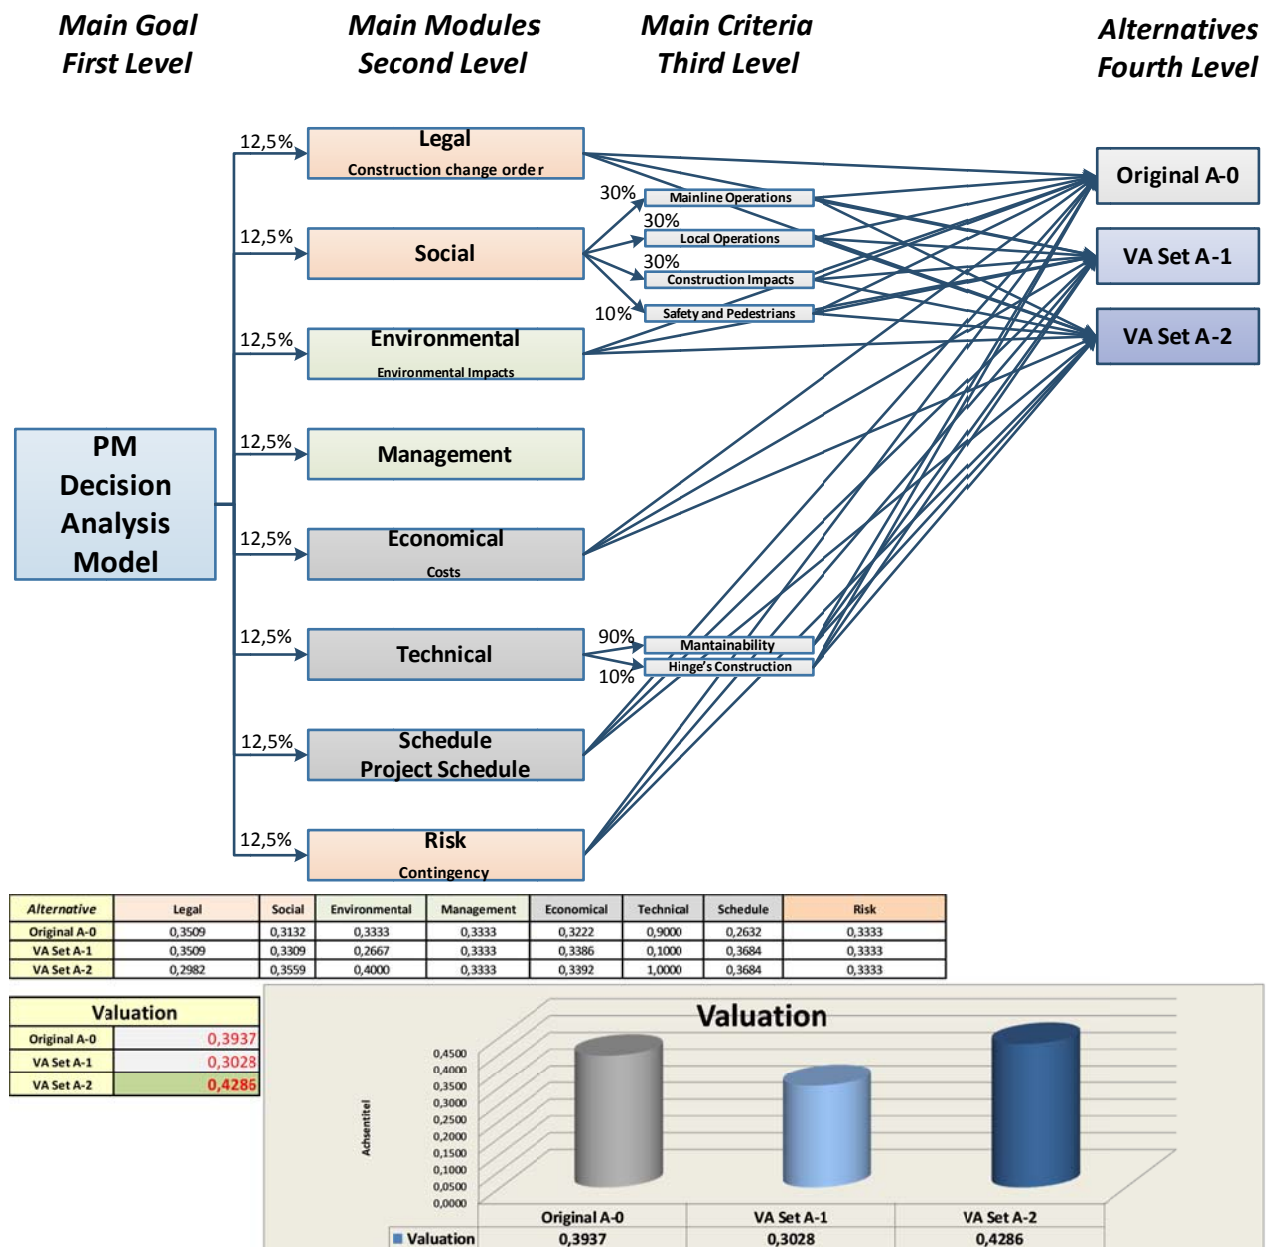 Main Goal
First Level
Main Modules
Second Level
Main Criteria
Third Level
Alternatives
Fourth Level
12,5%
Legal
Construction change order
30%
Mainline Operations
Original A-0
12,5%
Social
30%
Local Operations
VA Set A-1
30%
Construction Impacts
10%
Safety and Pedestrians
12,5%
Environmental
Environmental Impacts
VA Set A-2
PM
Decision
Analysis
Model
12,5%
Management
12,5%
Economical
Costs
12,5%
Technical
90%
Mantainability
10%
Hinge's Construction
12,5%
Schedule
Project Schedule
12,5%
Risk
Contingency
Alternative Legal Social Environmental Management Economical Technical Schedule Risk
Original A-0 0,3509 0,3132 0,3333 0,3333 0,3222 0,9000 0,2632 0,3333
VA Set A-1 0,3509 0,3309 0,2667 0,3333 0,3386 0,1000 0,3684 0,3333
VA Set A-2 0,2982 0,3559 0,4000 0,3333 0,3392 1,0000 0,3684 0,3333
Valuation
Original A-0 0,3937
VA Set A-1 0,3028
VA Set A-2 0,4286
Valuation
Achsentitel
0,4500
0,4000
0,3500
0,3000
0,2500
0,2000
0,1500
0,1000
0,0500
0,0000
Original A-0 VA Set A-1 VA Set A-2
Valuation 0,3937 0,3028 0,4286